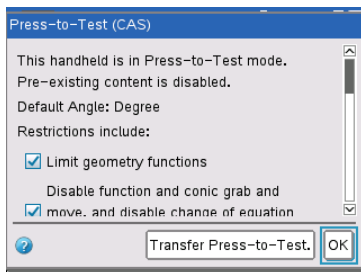 Press-to-Test (CAS)
This handheld is in Press-to-Test mode.
Pre-existing content is disabled.
Default Angle: Degree
Restrictions include:
Limit geometry functions
Disable function and conic grab and
move, and disable change of equation
Transfer Press-to-Test.
OK